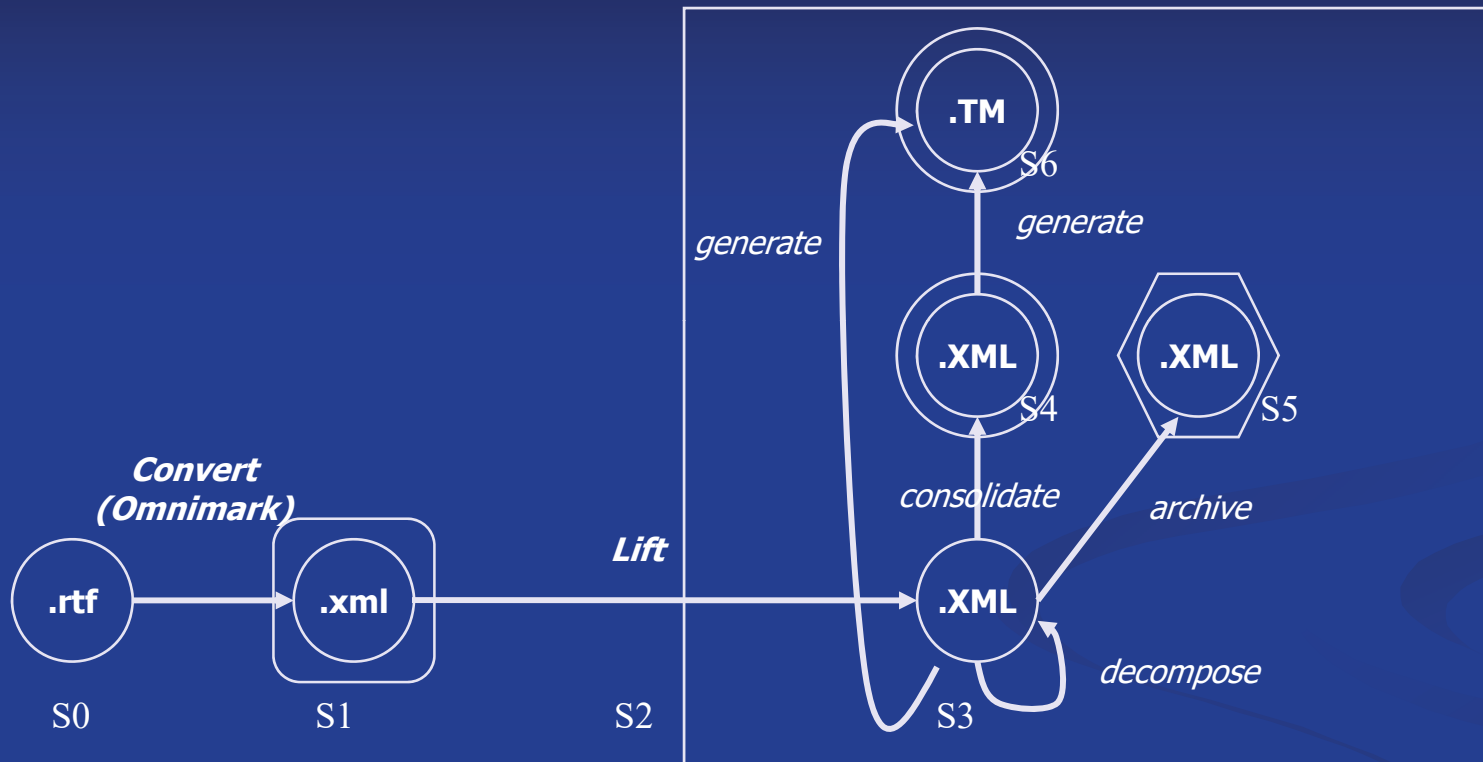 .TM
S6
generate
generate
.XML
.XML
S4
S5
Convert
(Omnimark)
consolidate
archive
Lift
.rtf
.xml
.XML
decompose
S0
S1
S2
S3